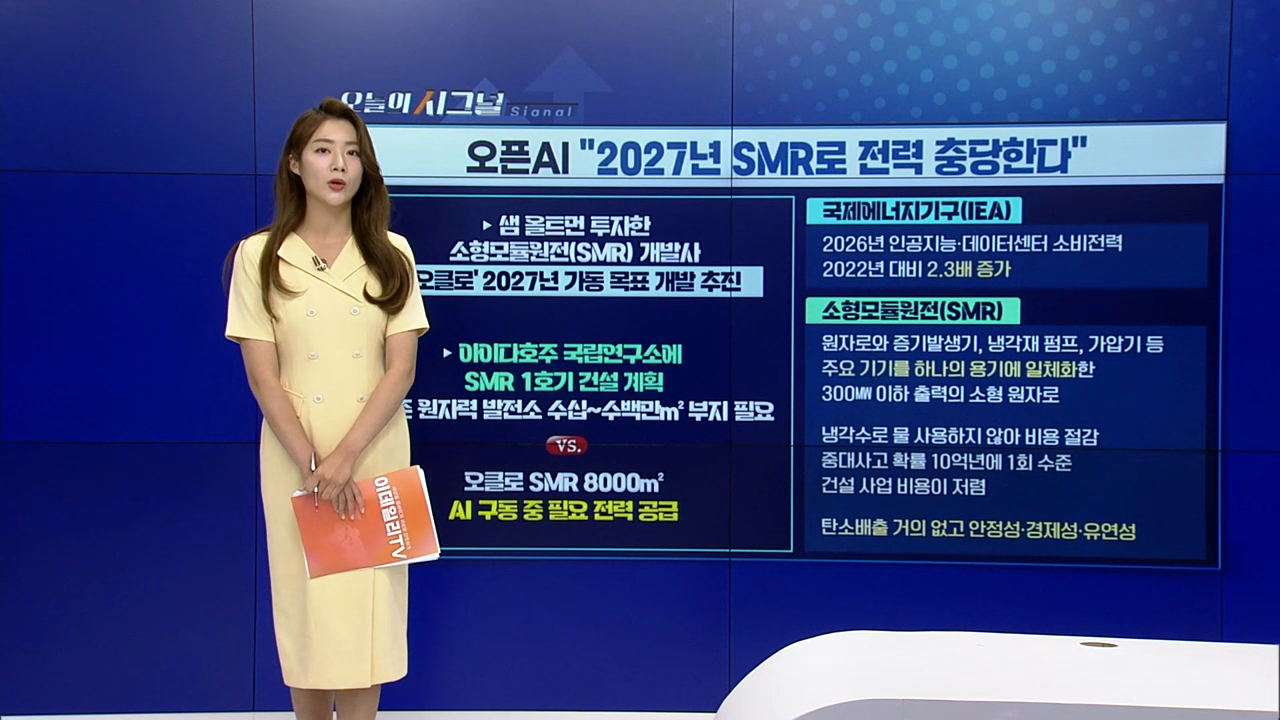 오늘의 시그널
Signal
오픈AI "2027년 SMR로 전력 충당한다"
▸ 샘 올트먼 투자한
소형모듈원전(SMR) 개발사
오클로' 2027년 가동 목표 개발 추진
▸ 아이다호주 국립연구소에
SMR 1호기 건설 계획
원자력 발전소 수십~수백만㎡ 부지 필요
vs.
오클로 SMR 8000㎡
AI 구동 중 필요 전력 공급
국제에너지기구(IEA)
2026년 인공지능·데이터센터 소비전력
2022년 대비 2.3배 증가
소형모듈원전(SMR)
원자로와 증기발생기, 냉각재 펌프, 가압기 등
주요 기기를 하나의 용기에 일체화한
300㎿ 이하 출력의 소형 원자로
냉각수로 물 사용하지 않아 비용 절감
중대사고 확률 10억년에 1회 수준
건설 사업 비용이 저렴
탄소배출 거의 없고 안정성·경제성·유연성
이데일리TV